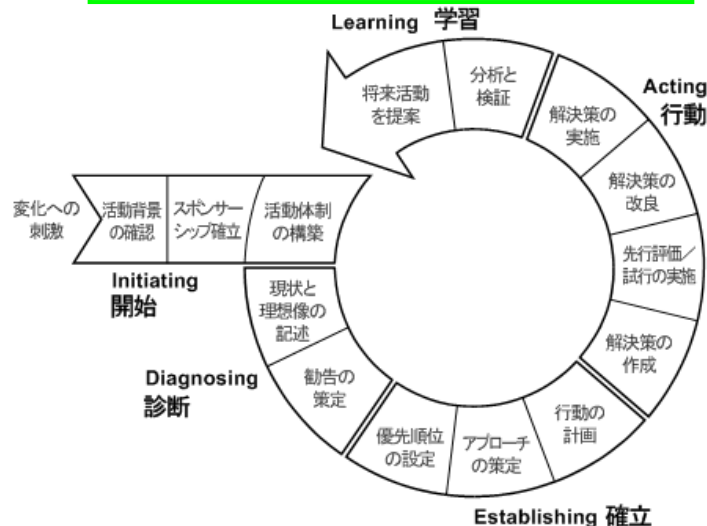 変化への
刺激
活動背景
の確認
スポンサー
シップ確立
活動体制
の構築
Initiating
開始
現状と
理想像の
記述
勧告の
策定
Diagnosing
診断
優先順位
の設定
アプローチ
の策定
行動の
計画
Establishing 確立
解決策の
作成
先行評価／
試行の実施
解決策の
改良
解決策の
実施
Acting
行動
分析と
検証
将来活動
を提案
Learning 学習